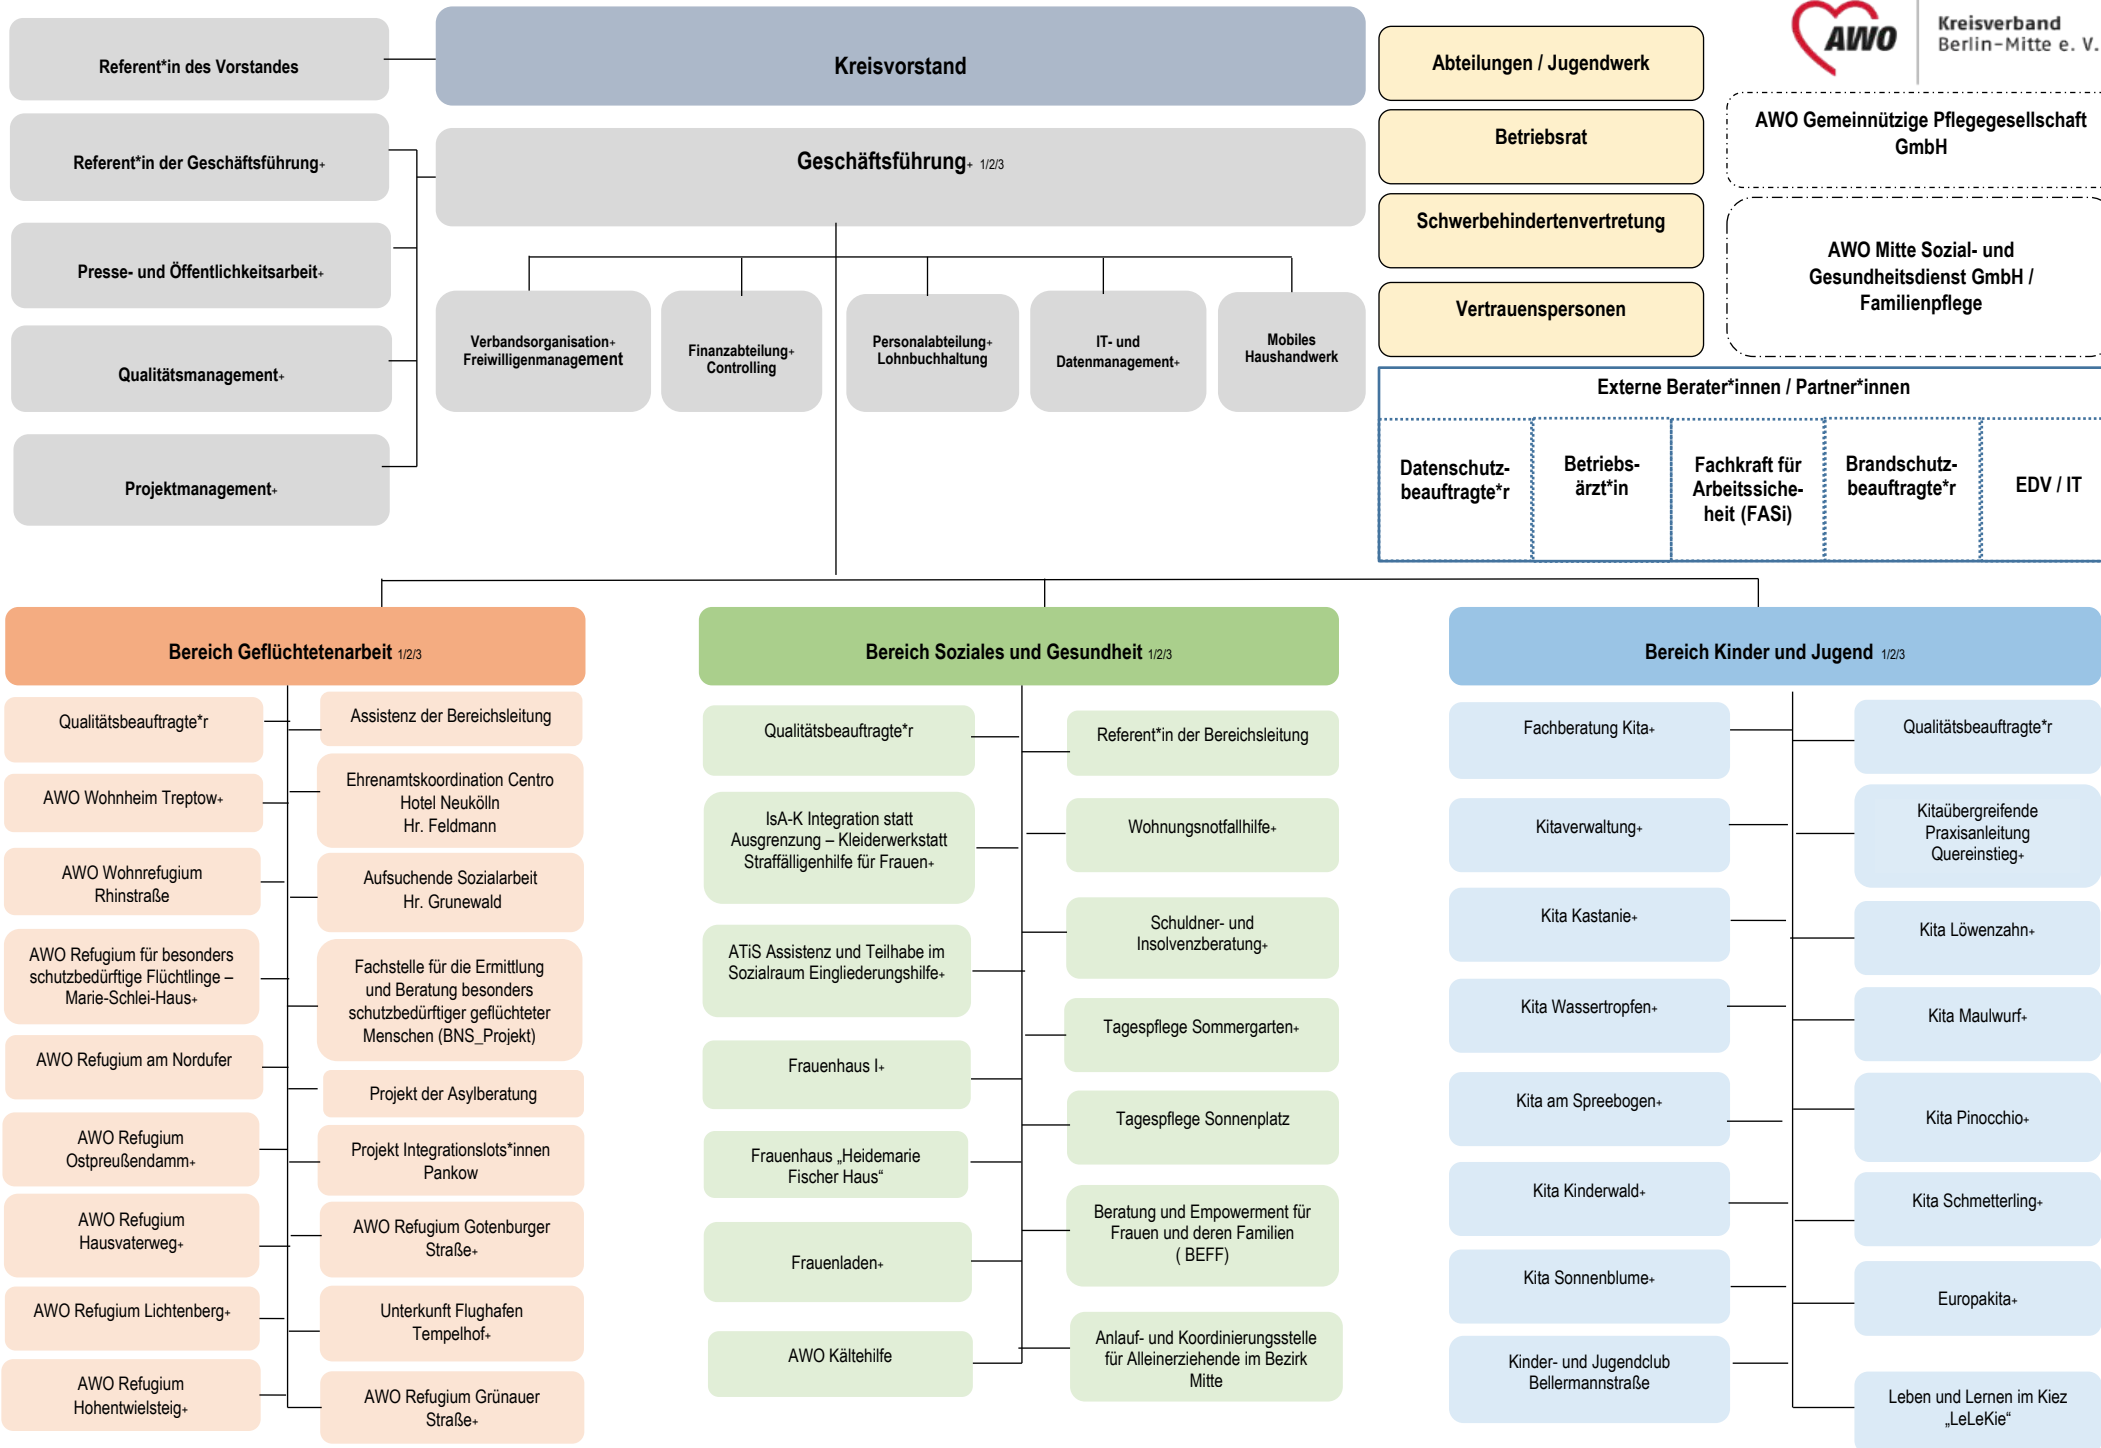 Referent*in des Vorstandes
Kreisvorstand
Abteilungen / Jugendwerk
AWO
Kreisverband
Berlin-Mitte e. V.
Referent*in der Geschäftsführung+
Geschäftsführung+ 1/2/3
Betriebsrat
AWO Gemeinnützige Pflegegesellschaft
GmbH
Presse- und Öffentlichkeitsarbeit+
Schwerbehindertenvertretung
AWO Mitte Sozial- und
Gesundheitsdienst GmbH /
Familienpflege
Vertrauenspersonen
Qualitätsmanagement+
Projektmanagement+
Verbandsorganisation+
Freiwilligenmanagement
Finanzabteilung+
Controlling
Personalabteilung+
Lohnbuchhaltung
IT- und
Datenmanagement+
Mobiles
Haushandwerk
Externe Berater*innen / Partner*innen
Datenschutz-
beauftragte*r
Betriebs-
ärzt*in
Fachkraft für
Arbeitssiche-
heit (FASi)
Brandschutz-
beauftragte*r
EDV / IT
Bereich Geflüchtetenarbeit 1/2/3
Qualitätsbeauftragte*r
Assistenz der Bereichsleitung
AWO Wohnheim Treptow+
Ehrenamtskoordination Centro
Hotel Neukölln
Hr. Feldmann
AWO Wohnrefugium
Rhinstraße
Aufsuchende Sozialarbeit
Hr. Grunewald
AWO Refugium für besonders
schutzbedürftige Flüchtlinge –
Marie-Schlei-Haus+
Fachstelle für die Ermittlung
und Beratung besonders
schutzbedürftiger geflüchteter
Menschen (BNS_Projekt)
AWO Refugium am Nordufer
Projekt der Asylberatung
AWO Refugium
Ostpreußendamm+
Projekt Integrationslots*innen
Pankow
AWO Refugium
Hausvaterweg+
AWO Refugium Gotenburger
Straße+
AWO Refugium Lichtenberg+
Unterkunft Flughafen
Tempelhof+
AWO Refugium
Hohentwielsteig+
AWO Refugium Grünauer
Straße+
Bereich Soziales und Gesundheit 1/2/3
Qualitätsbeauftragte*r
Referent*in der Bereichsleitung
IsA-K Integration statt
Ausgrenzung – Kleiderwerkstatt
Straffälligenhilfe für Frauen+
Wohnungsnotfallhilfe+
ATiS Assistenz und Teilhabe im
Sozialraum Eingliederungshilfe+
Schuldner- und
Insolvenzberatung+
Frauenhaus I+
Tagespflege Sommergarten+
Frauenhaus „Heidemarie
Fischer Haus“
Tagespflege Sonnenplatz
Frauenladen+
Beratung und Empowerment für
Frauen und deren Familien
( BEFF)
AWO Kältehilfe
Anlauf- und Koordinierungsstelle
für Alleinerziehende im Bezirk
Mitte
Bereich Kinder und Jugend 1/2/3
Fachberatung Kita+
Qualitätsbeauftragte*r
Kitaverwaltung+
Kitaübergreifende
Praxisanleitung
Quereinstieg+
Kita Kastanie+
Kita Löwenzahn+
Kita Wassertropfen+
Kita Maulwurf+
Kita am Spreebogen+
Kita Pinocchio+
Kita Kinderwald+
Kita Schmetterling+
Kita Sonnenblume+
Europakita+
Kinder- und Jugendclub
Bellermannstraße
Leben und Lernen im Kiez
„LeLeKie“